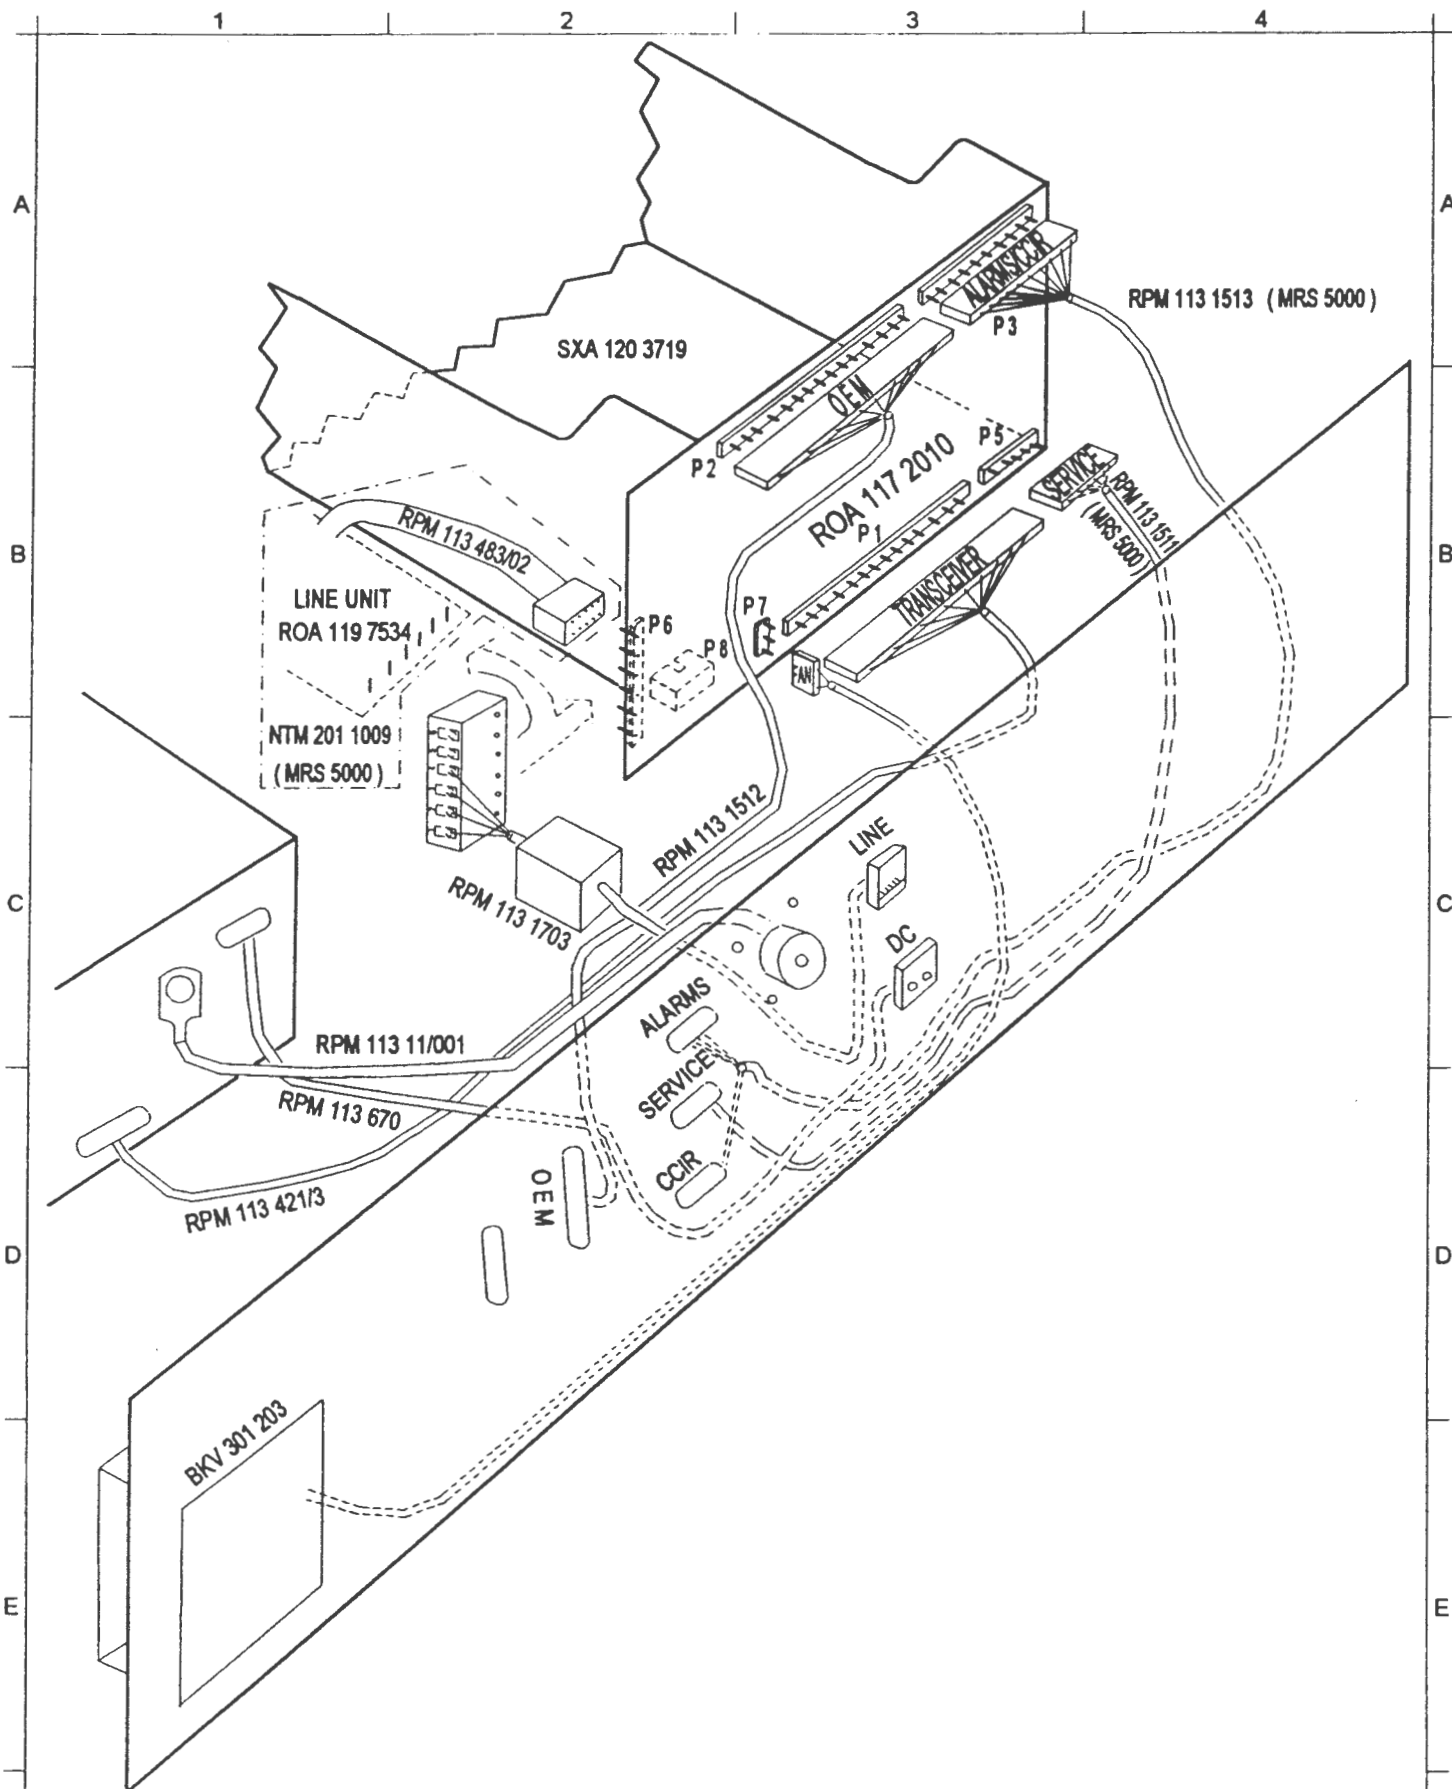 1 2 3 4
A A
ALARMS/CCIR
RPM 113 1513 ( MRS 5000 )
P3
SXA 120 3719
OEM
P2
P5
ROA 117 2010
SERVICE
RPM 113 1511
( MRS 5000 )
RPM 113 483/02
P1
B B
TRANSCEIVER
LINE UNIT
ROA 119 7534
P6
P7
P8
FAN
NTM 201 1009
( MRS 5000 )
RPM 113 1512
LINE
RPM 113 1703
C C
DC
ALARMS
RPM 113 11/001
SERVICE
RPM 113 670
CCIR
OEM
RPM 113 421/3
D D
BKV 301 203
E E